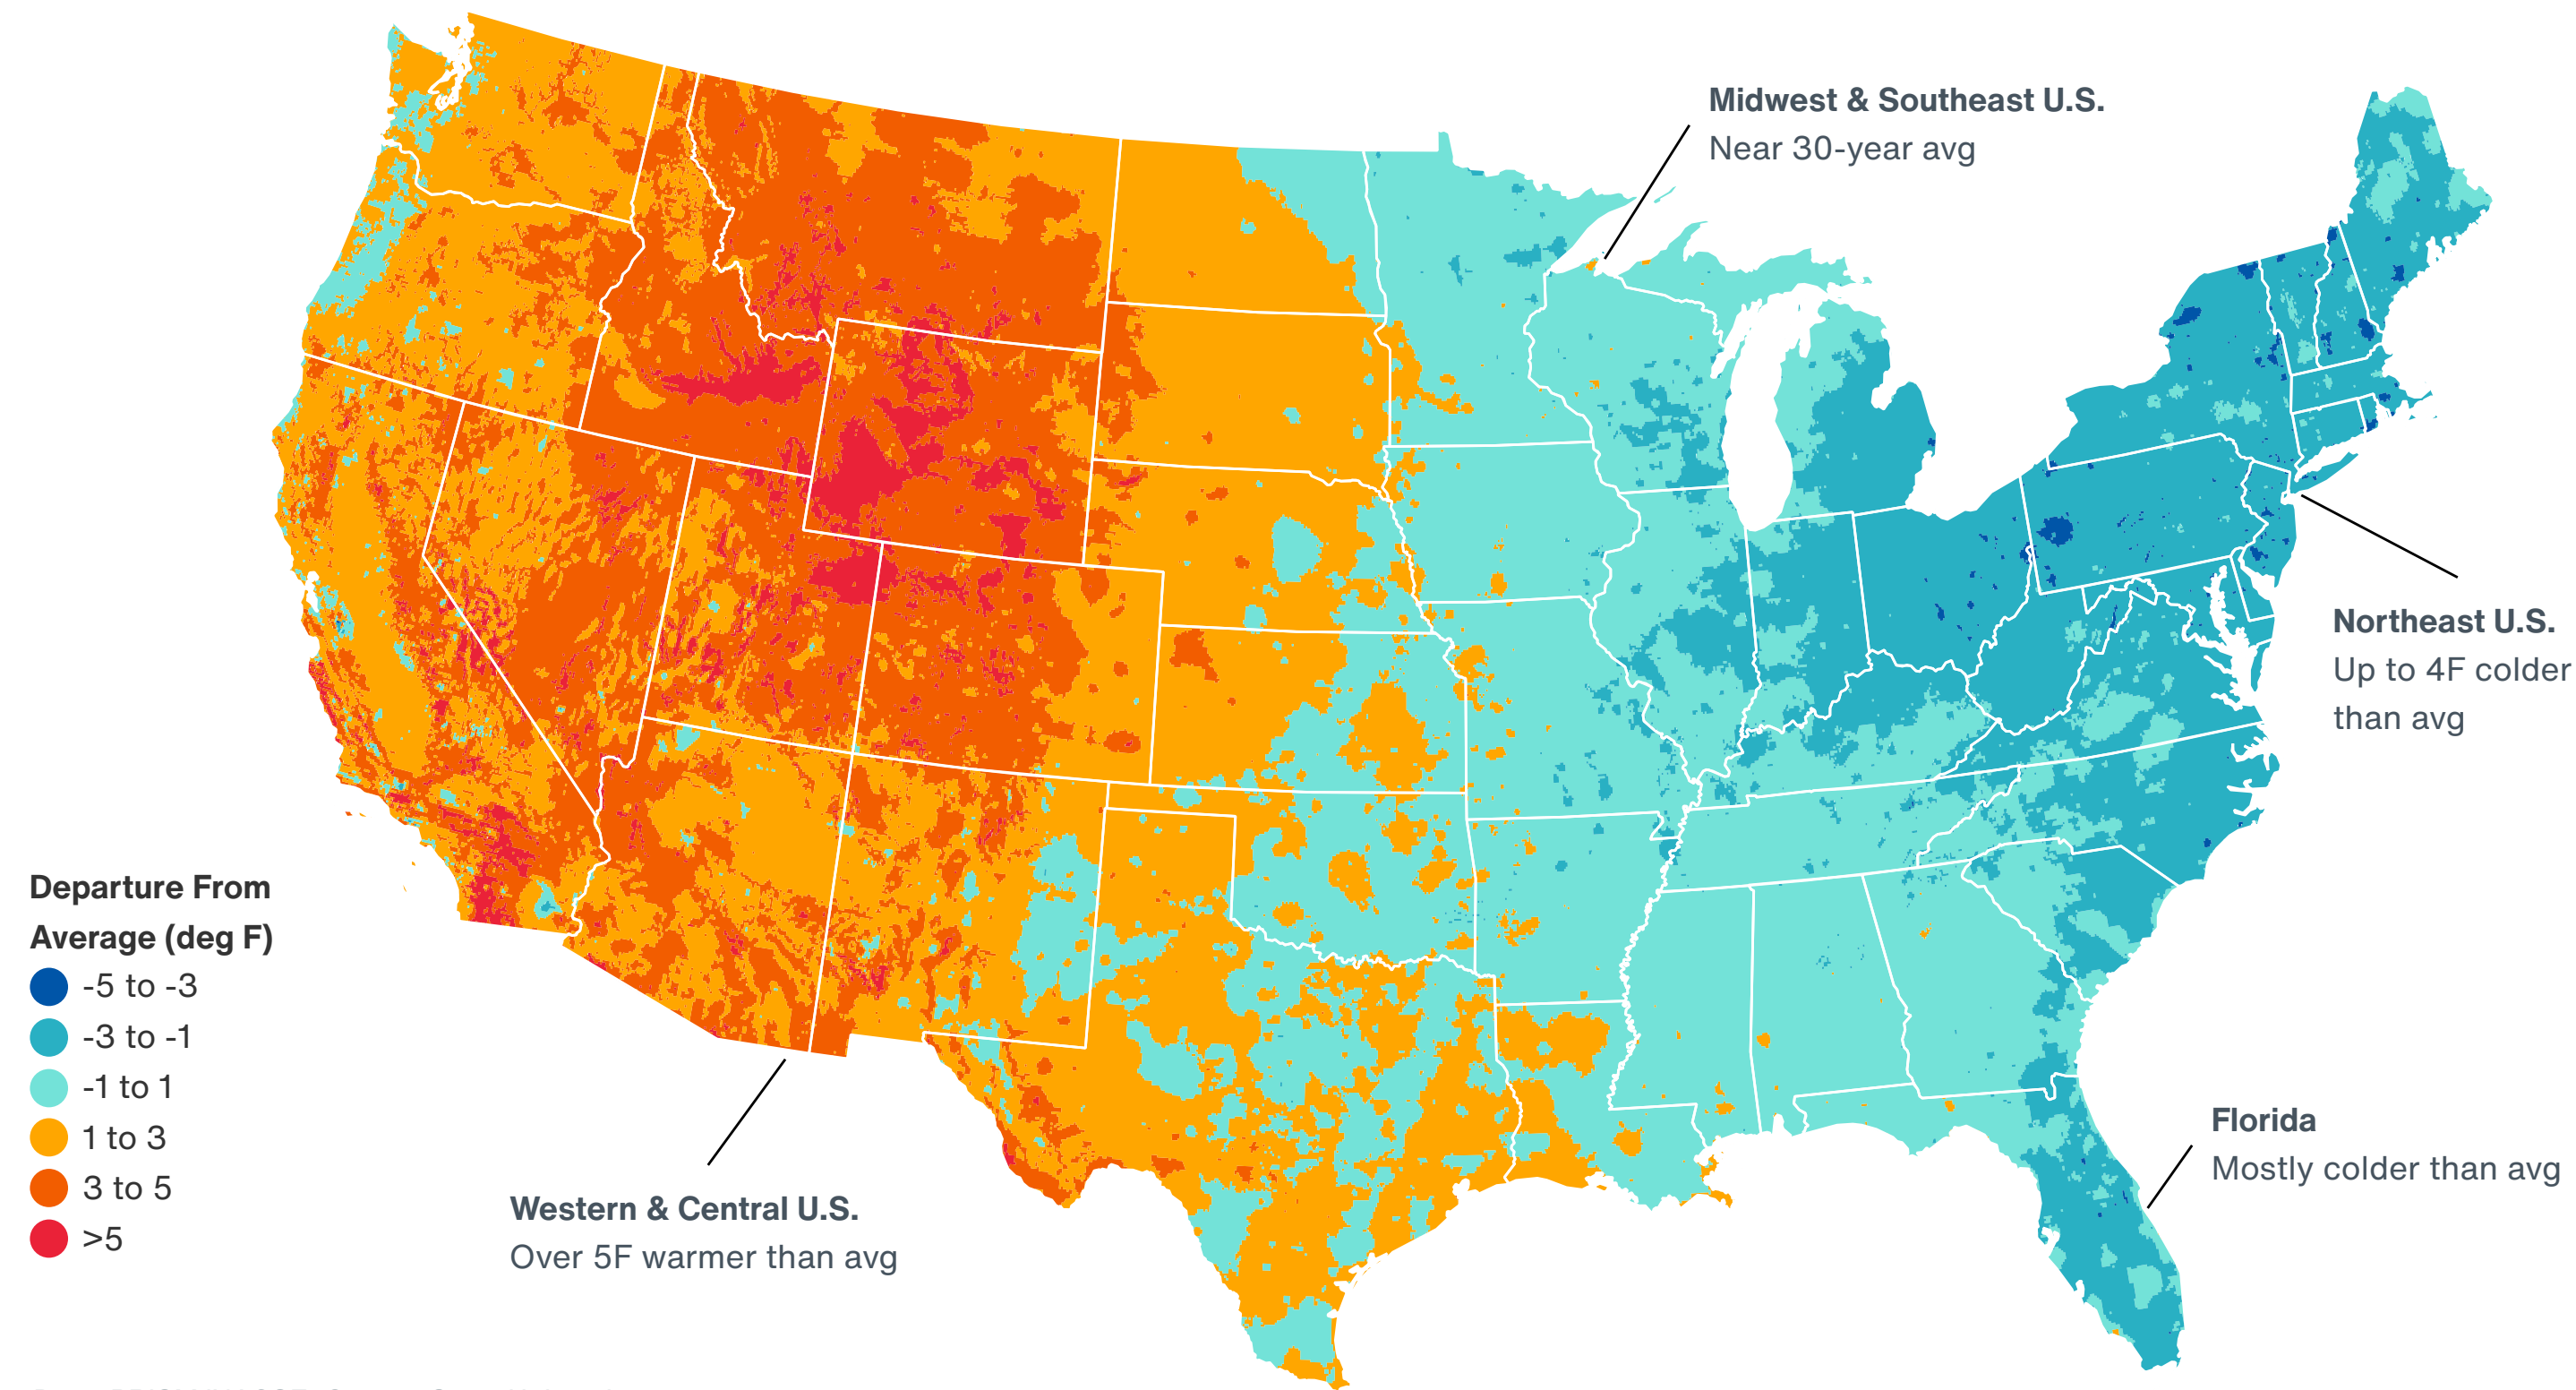 Midwest & Southeast U.S.
Near 30-year avg
Northeast U.S.
Up to 4F colder
than avg
Departure From
Average (deg F)
-5 to -3
-3 to -1
-1 to 1
1 to 3
3 to 5
>5
Western & Central U.S.
Over 5F warmer than avg
Florida
Mostly colder than avg